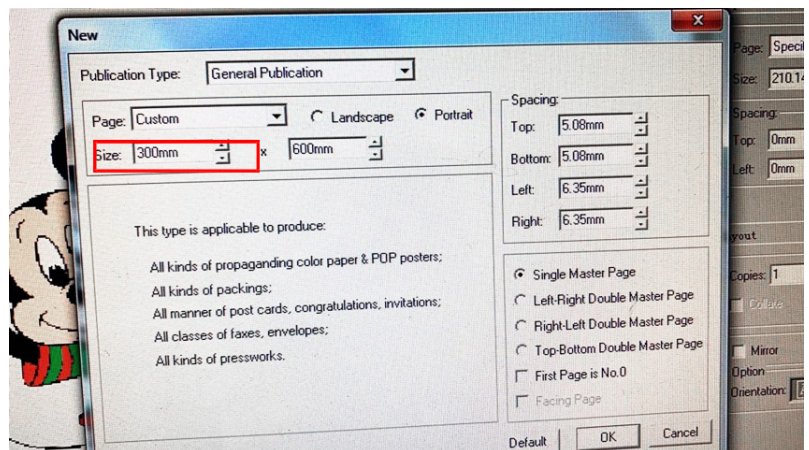 New
Publication Type: General Publication
Page: Custom
Landscape
Portrait
Size: 300mm x 600mm
This type is applicable to produce:
All kinds of propaganding color paper & POP posters;
All kinds of packings;
All manner of post cards, congratulations, invitations;
All classes of faxes, envelopes;
All kinds of pressworks.
Spacing:
Top: 5.08mm
Bottom: 5.08mm
Left: 6.35mm
Right: 6.35mm
Single Master Page
Left-Right Double Master Page
Right-Left Double Master Page
Top-Bottom Double Master Page
First Page is No.0
Facing Page
Default
OK
Cancel
Page: Speci
Size: 210.14
Spacing:
Top: 0mm
Left: 0mm
yout
Copies: 1
Collate
Mirror
Option
Orientation: